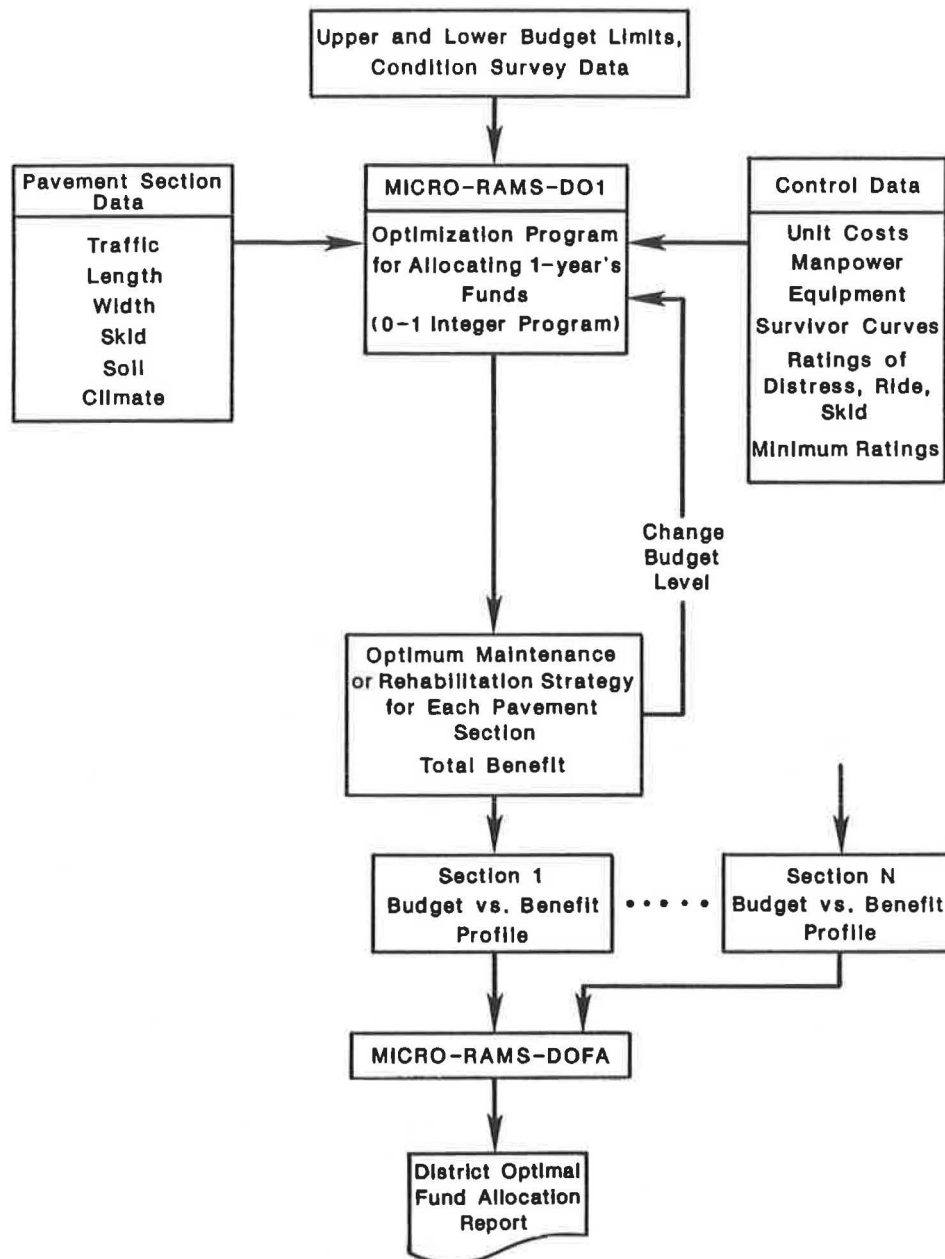 Upper and Lower Budget Limits,
Condition Survey Data
Pavement Section
Data
Traffic
Length
Width
Skid
Soil
Climate
MICRO-RAMS-DO1
Optimization Program
for Allocating 1-year's
Funds
(0-1 Integer Program)
Control Data
Unit Costs
Manpower
Equipment
Survivor Curves
Ratings of
Distress, Ride,
Skid
Minimum Ratings
Change
Budget
Level
Optimum Maintenance
or Rehabilitation Strategy
for Each Pavement
Section
Total Benefit
Section 1
Budget vs. Benefit
Profile
Section N
Budget vs. Benefit
Profile
MICRO-RAMS-DOFA
District Optimal
Fund Allocation
Report